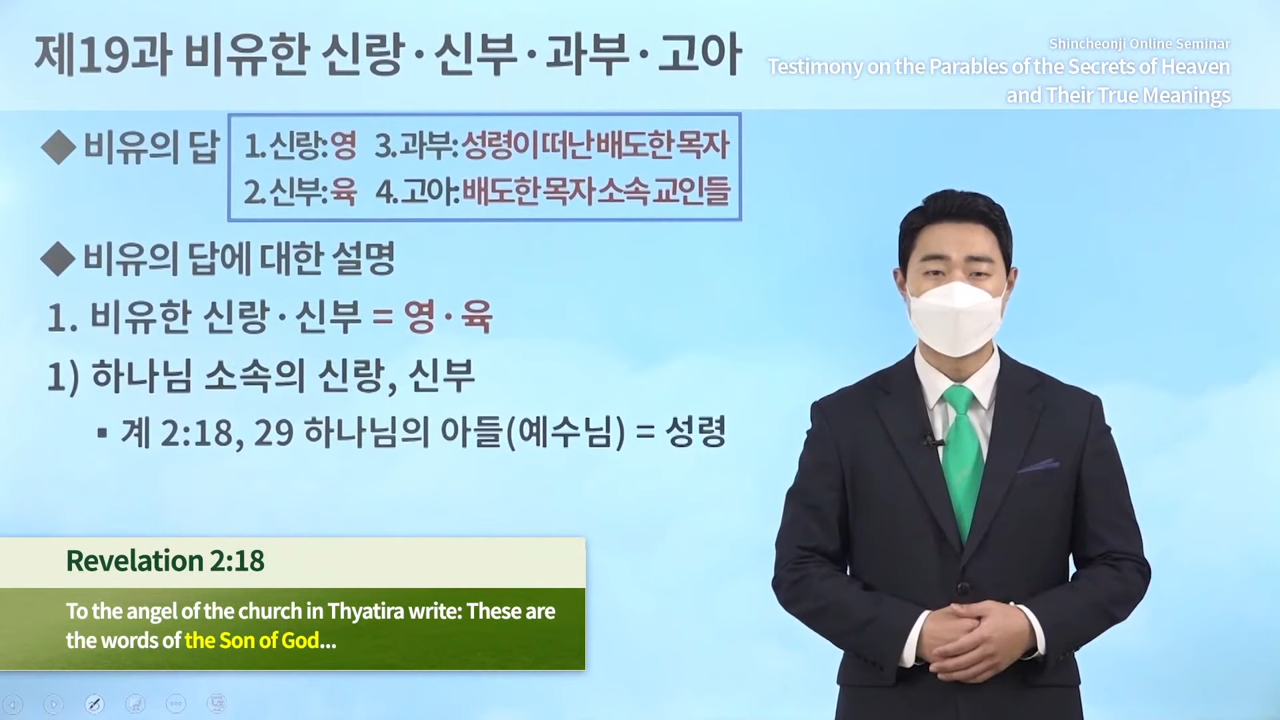 제19과 비유한 신랑·신부·과부·고아
Shincheonji Online Seminar
Testimony on the Parables of the Secrets of Heaven
and Their True Meanings
◆ 비유의 답
1. 신랑: 영 3. 과부: 성령이 떠난 배도한 목자
2. 신부: 육 4. 고아: 배도한 목자 소속 교인들
◆ 비유의 답에 대한 설명
1. 비유한 신랑·신부 = 영·육
1) 하나님 소속의 신랑, 신부
▪ 계 2:18, 29 하나님의 아들(예수님) = 성령
Revelation 2:18
To the angel of the church in Thyatira write: These are
the words of the Son of God...